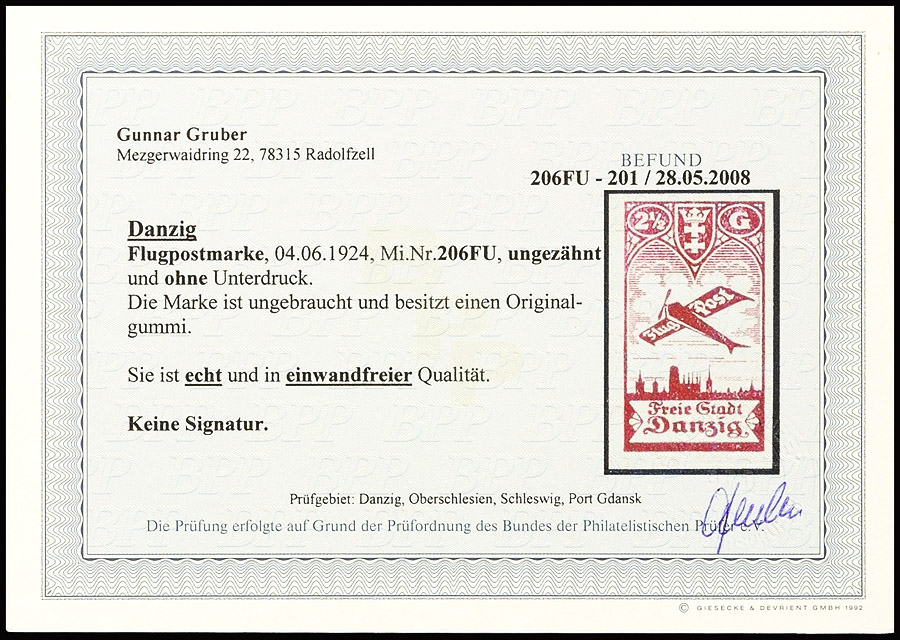 Gunnar Gruber
Mezgerwaidring 22, 78315 Radolfzell
BEFUND
206FU - 201 / 28.05.2008
Danzig
Flugpostmarke, 04.06.1924, Mi.Nr.206FU, ungezähnt
und ohne Unterdruck.
Die Marke ist ungebraucht und besitzt einen Original-
gummi.
Sie ist echt und in einwandfreier Qualität.
Keine Signatur.
2½ G
Flug Post
Freie Stadt
Danzig.
Prüfgebiet: Danzig, Oberschlesien, Schleswig, Port Gdansk
Die Prüfung erfolgte auf Grund der Prüfordnung des Bundes der Philatelistischen Prüfer e.V.
© GIESECKE & DEVRIENT GMBH 1992